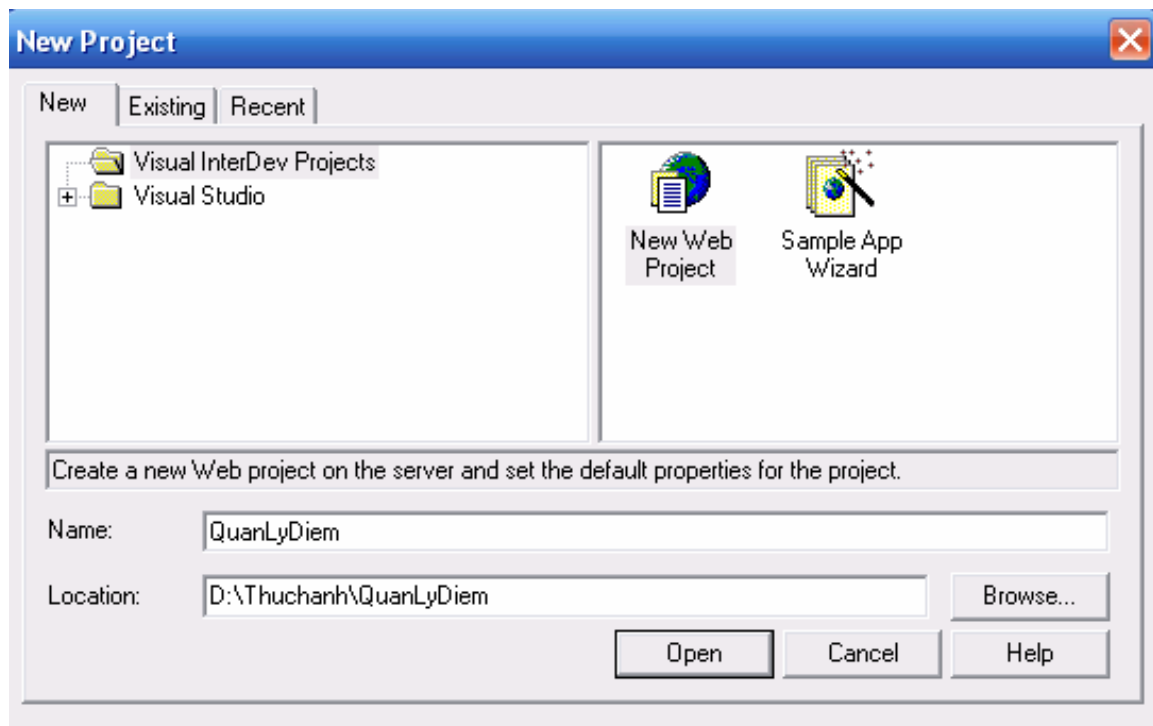 New Project
New Existing Recent
Visual InterDev Projects
Visual Studio
New Web
Project
Sample App
Wizard
Create a new Web project on the server and set the default properties for the project.
Name: QuanLyDiem
Location: D:\Thuchanh\QuanLyDiem Browse...
Open Cancel Help